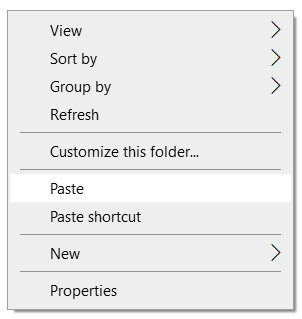 View
Sort by
Group by
Refresh
Customize this folder...
Paste
Paste shortcut
New
Properties